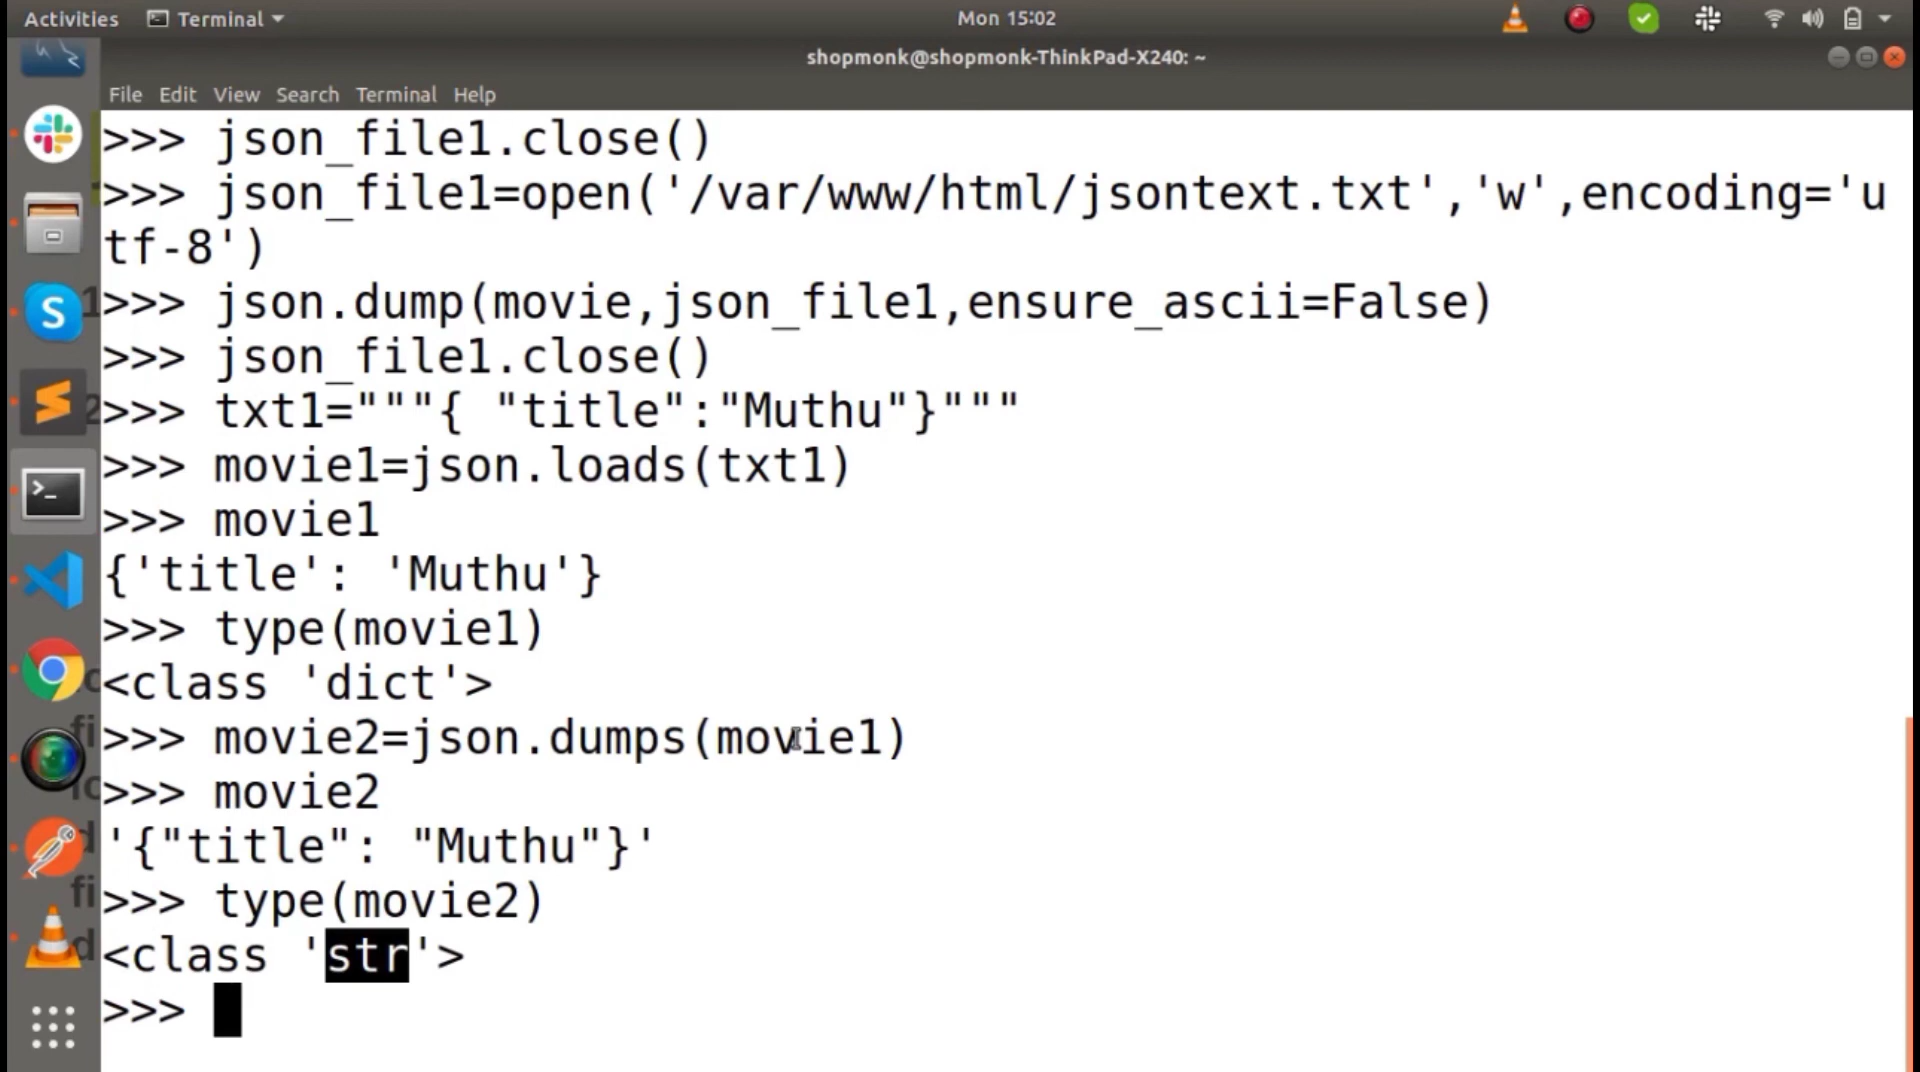 Activities Terminal Mon 15:02
shopmonk@shopmonk-ThinkPad-X240: ~
File Edit View Search Terminal Help
>>> json_file1.close()
>>> json_file1=open('/var/www/html/jsontext.txt','w',encoding='u
tf-8')
>>> json.dump(movie,json_file1,ensure_ascii=False)
>>> json_file1.close()
>>> txt1="""{ "title":"Muthu"}"""
>>> movie1=json.loads(txt1)
>>> movie1
{'title': 'Muthu'}
>>> type(movie1)
<class 'dict'>
>>> movie2=json.dumps(movie1)
>>> movie2
'{"title": "Muthu"}'
>>> type(movie2)
<class 'str'>
>>>